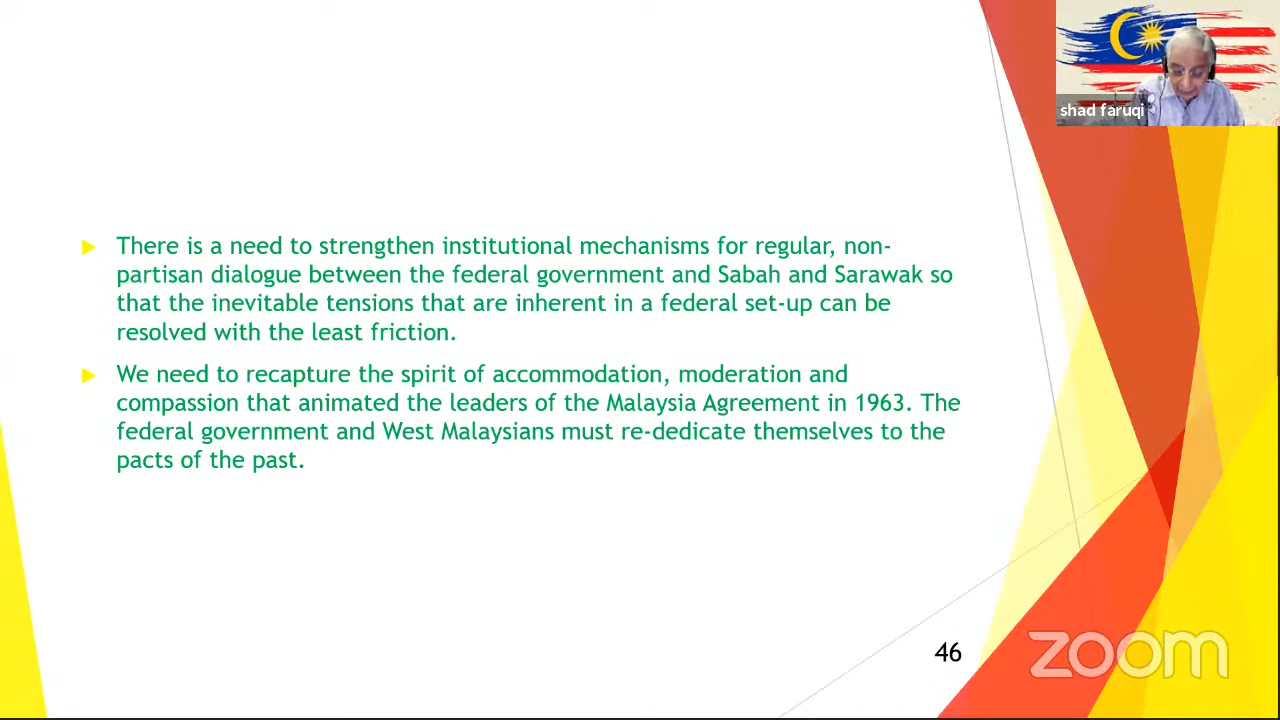 shad faruqi
There is a need to strengthen institutional mechanisms for regular, non-
partisan dialogue between the federal government and Sabah and Sarawak so
that the inevitable tensions that are inherent in a federal set-up can be
resolved with the least friction.
We need to recapture the spirit of accommodation, moderation and
compassion that animated the leaders of the Malaysia Agreement in 1963. The
federal government and West Malaysians must re-dedicate themselves to the
pacts of the past.
46
zoom